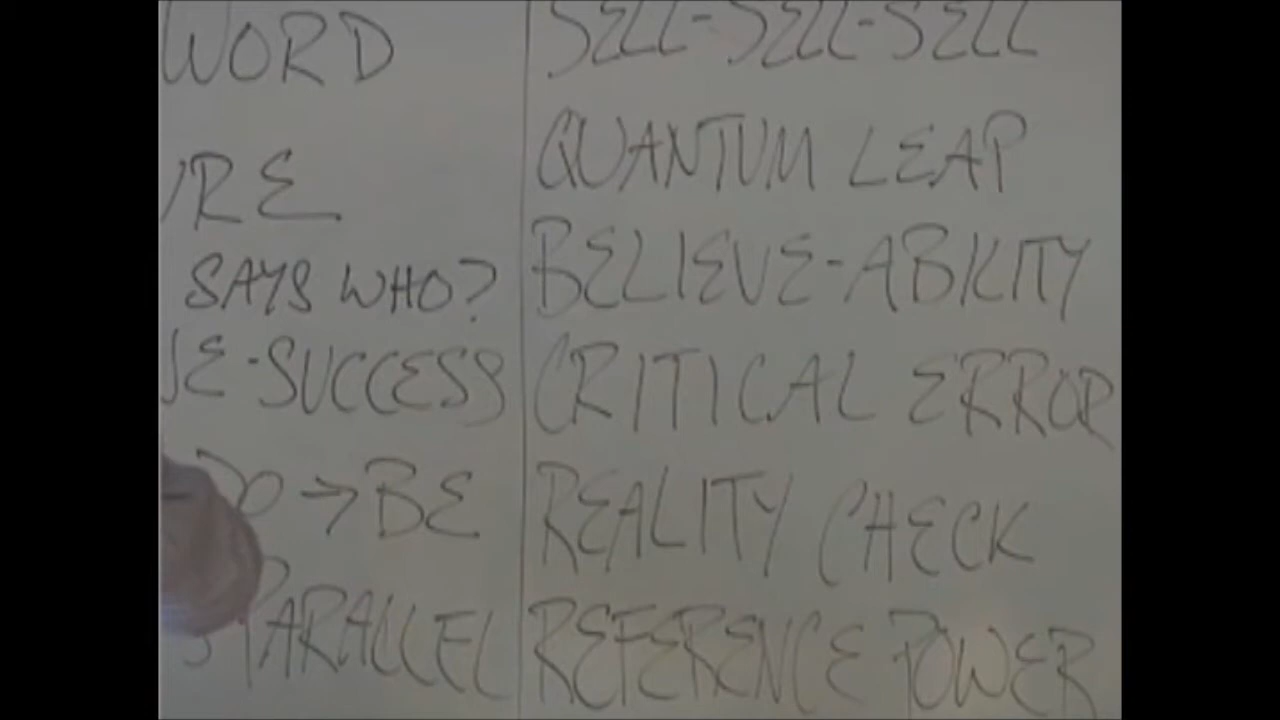 WORD
RE
SAYS WHO?
-SUCCESS
DO → BE
PARALLEL
SELL-SELL-SELL
QUANTUM LEAP
BELIEVE-ABILITY
CRITICAL ERROR
REALITY CHECK
REFERENCE POWER